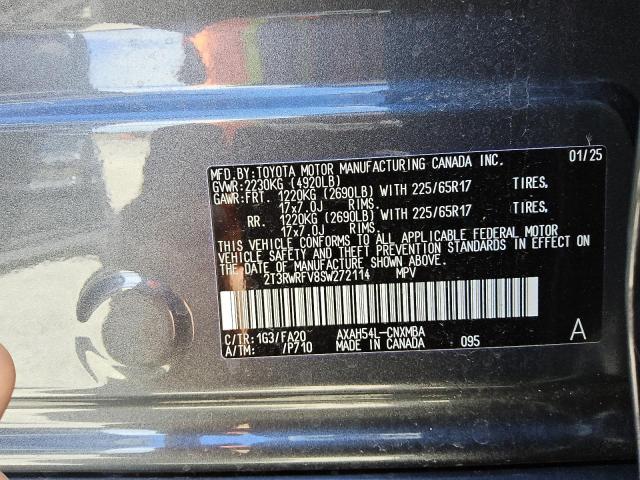 MFD.BY:TOYOTA MOTOR MANUFACTURING CANADA INC. 01/25
GVWR:2230KG (4920LB)
GAWR:FRT. 1220KG (2690LB) WITH 225/65R17 TIRES,
17x7.0J RIMS.
RR. 1220KG (2690LB) WITH 225/65R17 TIRES,
17x7.0J RIMS.
THIS VEHICLE CONFORMS TO ALL APPLICABLE FEDERAL MOTOR
VEHICLE SAFETY AND THEFT PREVENTION STANDARDS IN EFFECT ON
THE DATE OF MANUFACTURE SHOWN ABOVE.
2T3RWRFV8SW272114 MPV
C/TR:1G3/FA20 AXAH54L-CNXMBA
A/TM: /P710 MADE IN CANADA 095 A